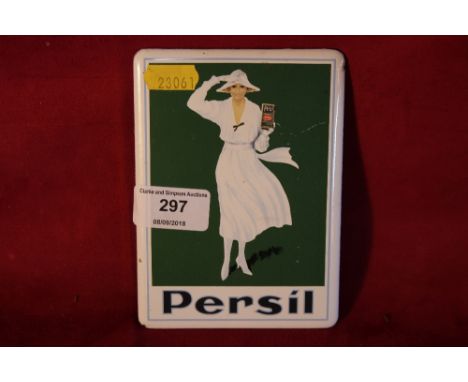 23061
Clarke and Simpson Auctions
297
08/09/2018
Persil